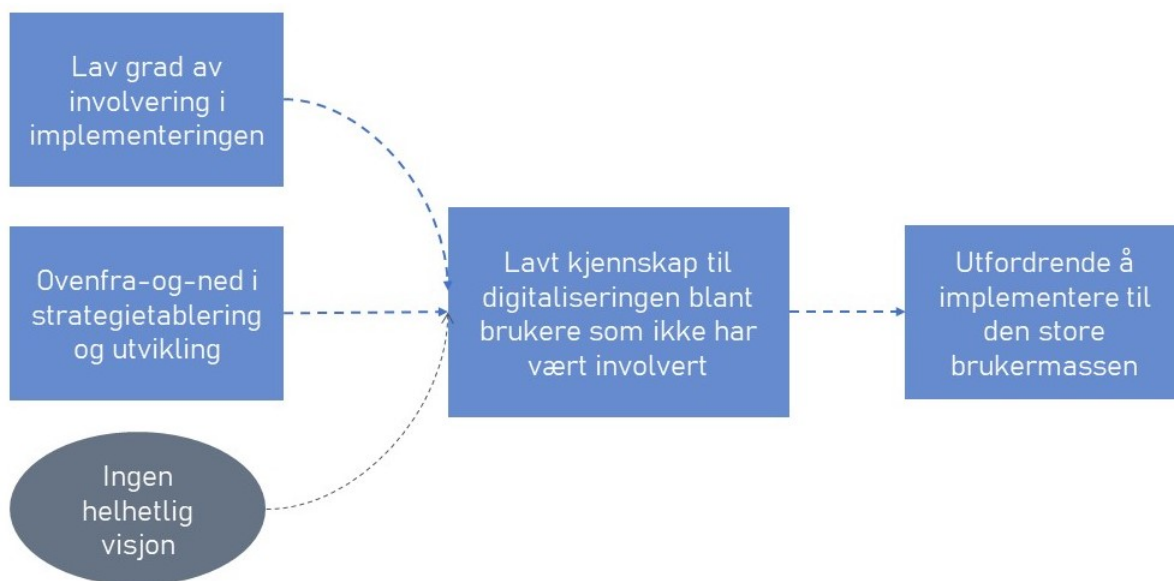 Lav grad av
involvering i
implementeringen
Ovenfra-og-ned i
strategietablering
og utvikling
Ingen
helhetlig
visjon
Lavt kjennskap til
digitaliseringen blant
brukere som ikke har
vært involvert
Utfordrende å
implementere til
den store
brukermassen